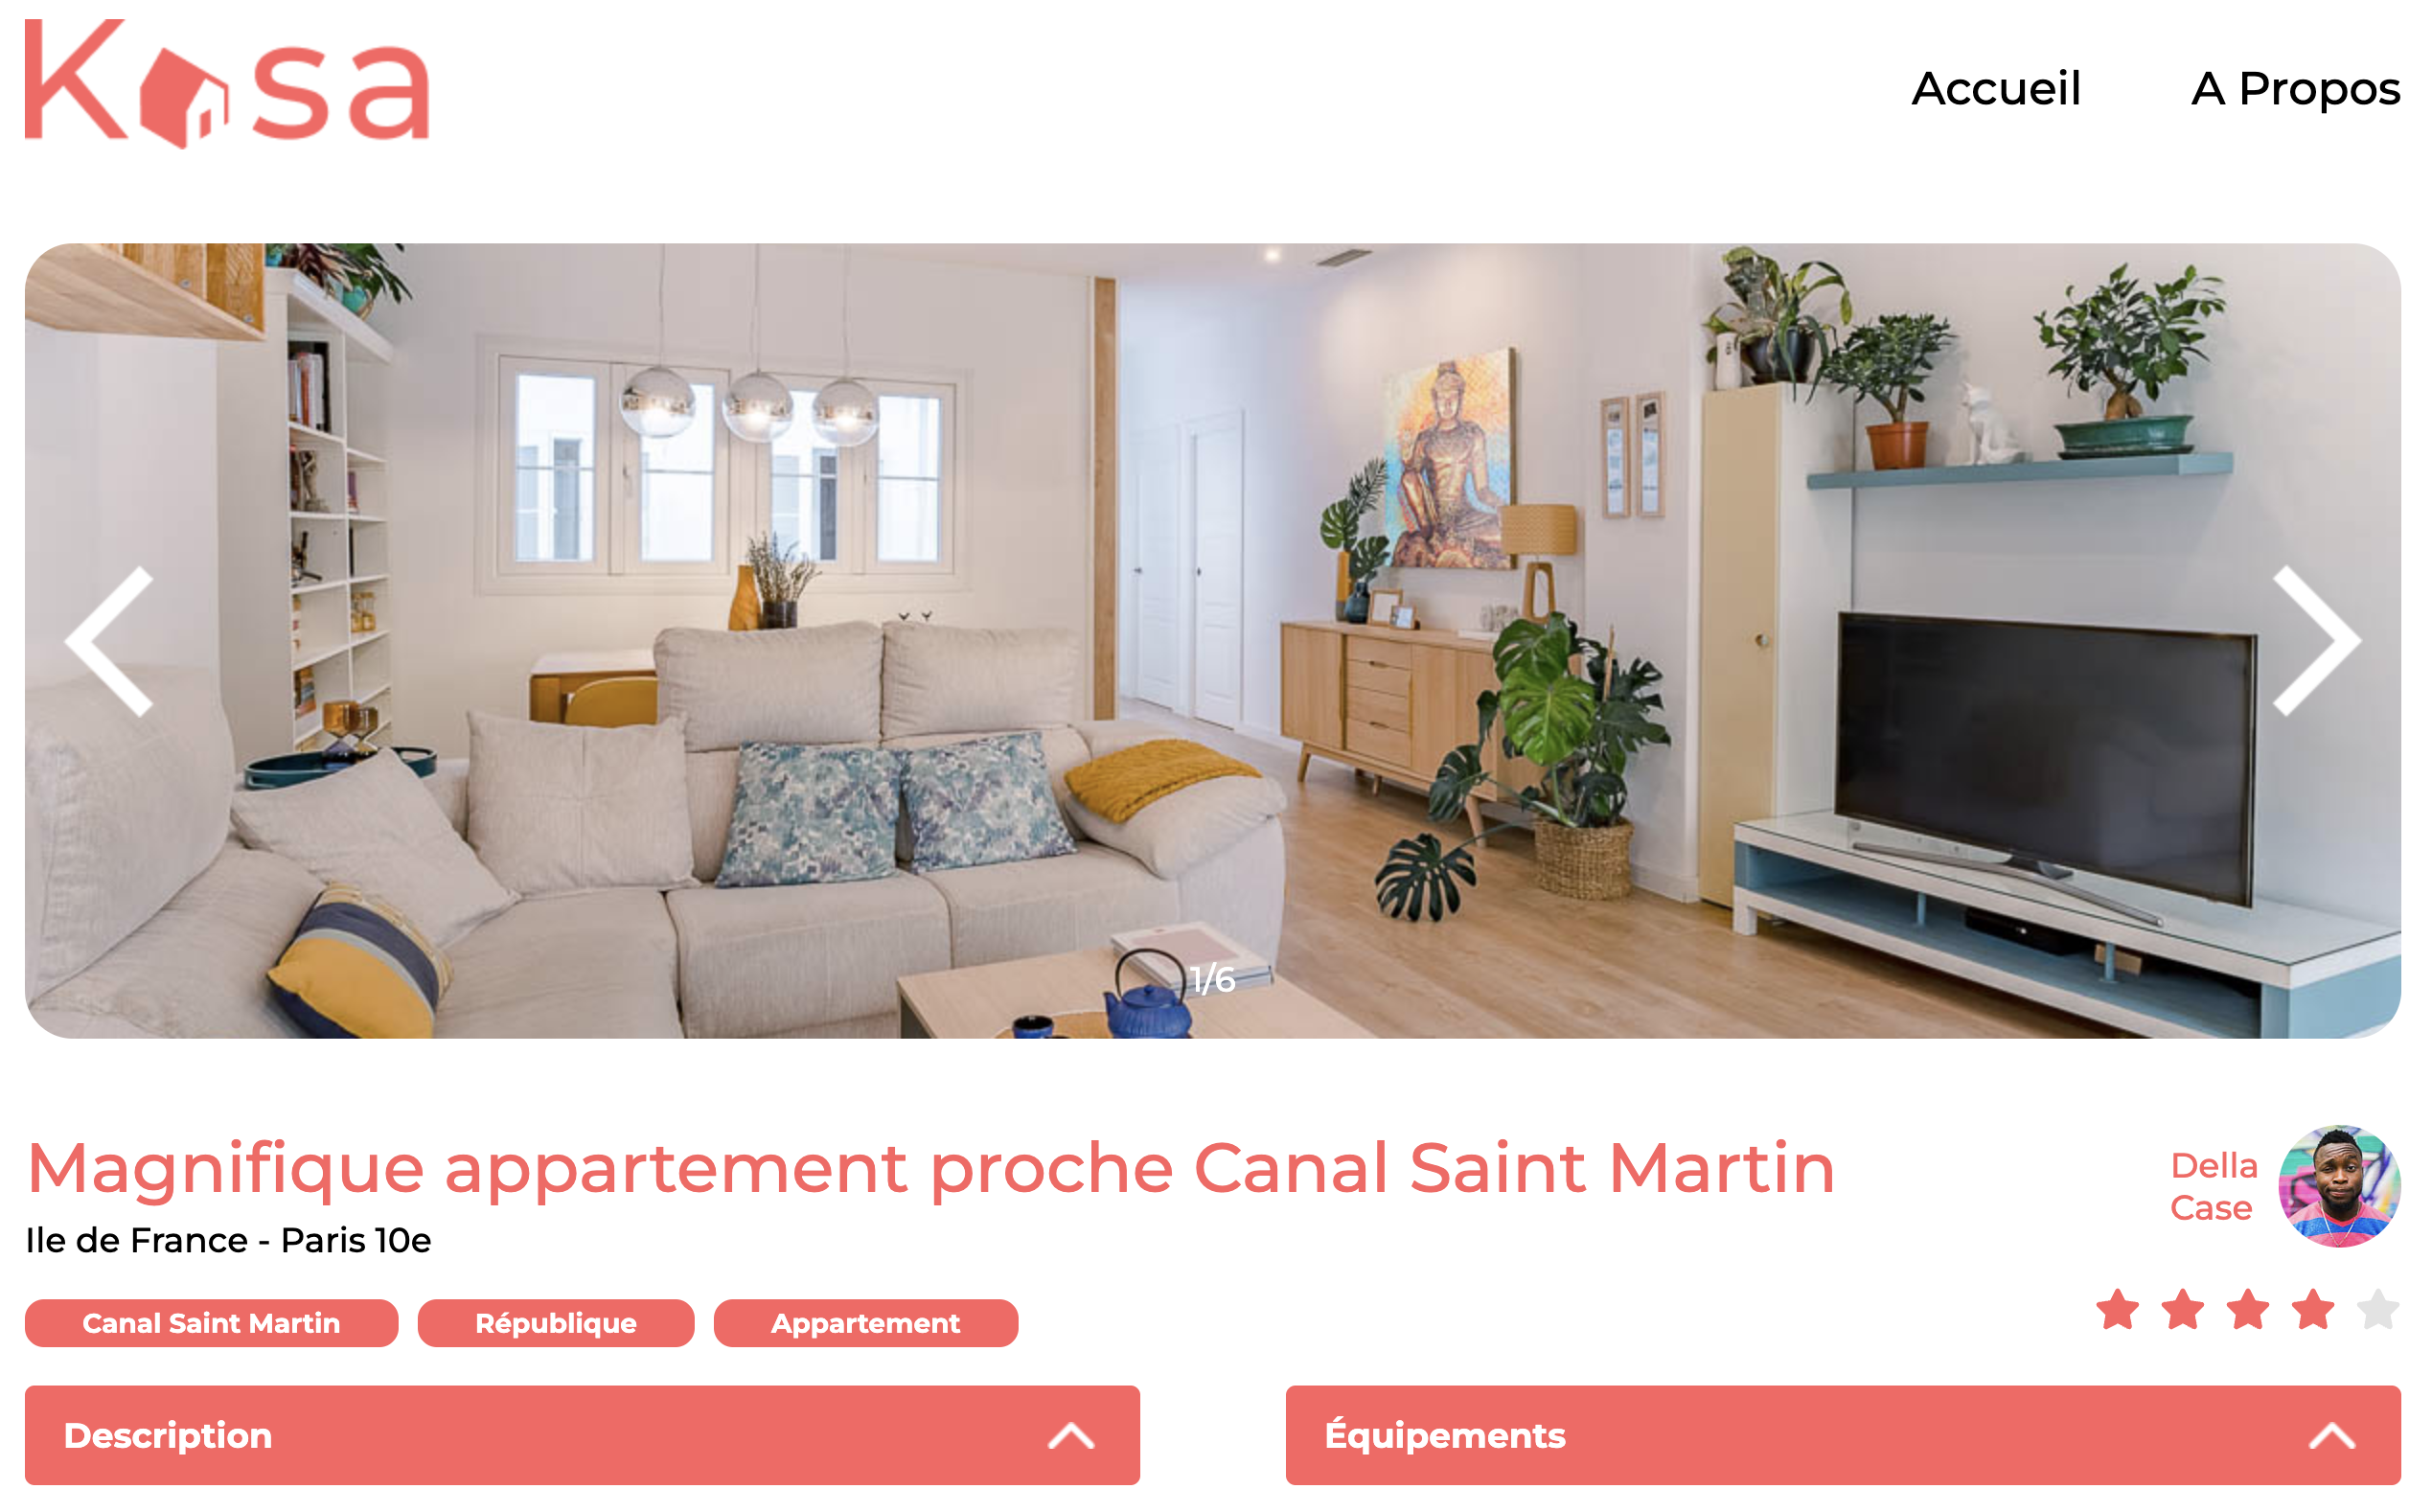 Kasa
Accueil
A Propos
1/6
Magnifique appartement proche Canal Saint Martin
Ile de France - Paris 10e
Della
Case
Canal Saint Martin
République
Appartement
Description
Équipements